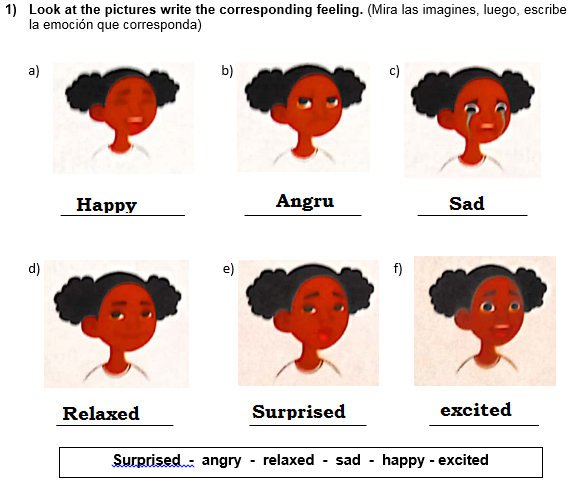 1) Look at the pictures write the corresponding feeling. (Mira las imagines, luego, escribe
la emoción que corresponda)
a) b) c)
Happy Angru Sad
d) e) f)
Relaxed Surprised excited
Surprised - angry - relaxed - sad - happy - excited